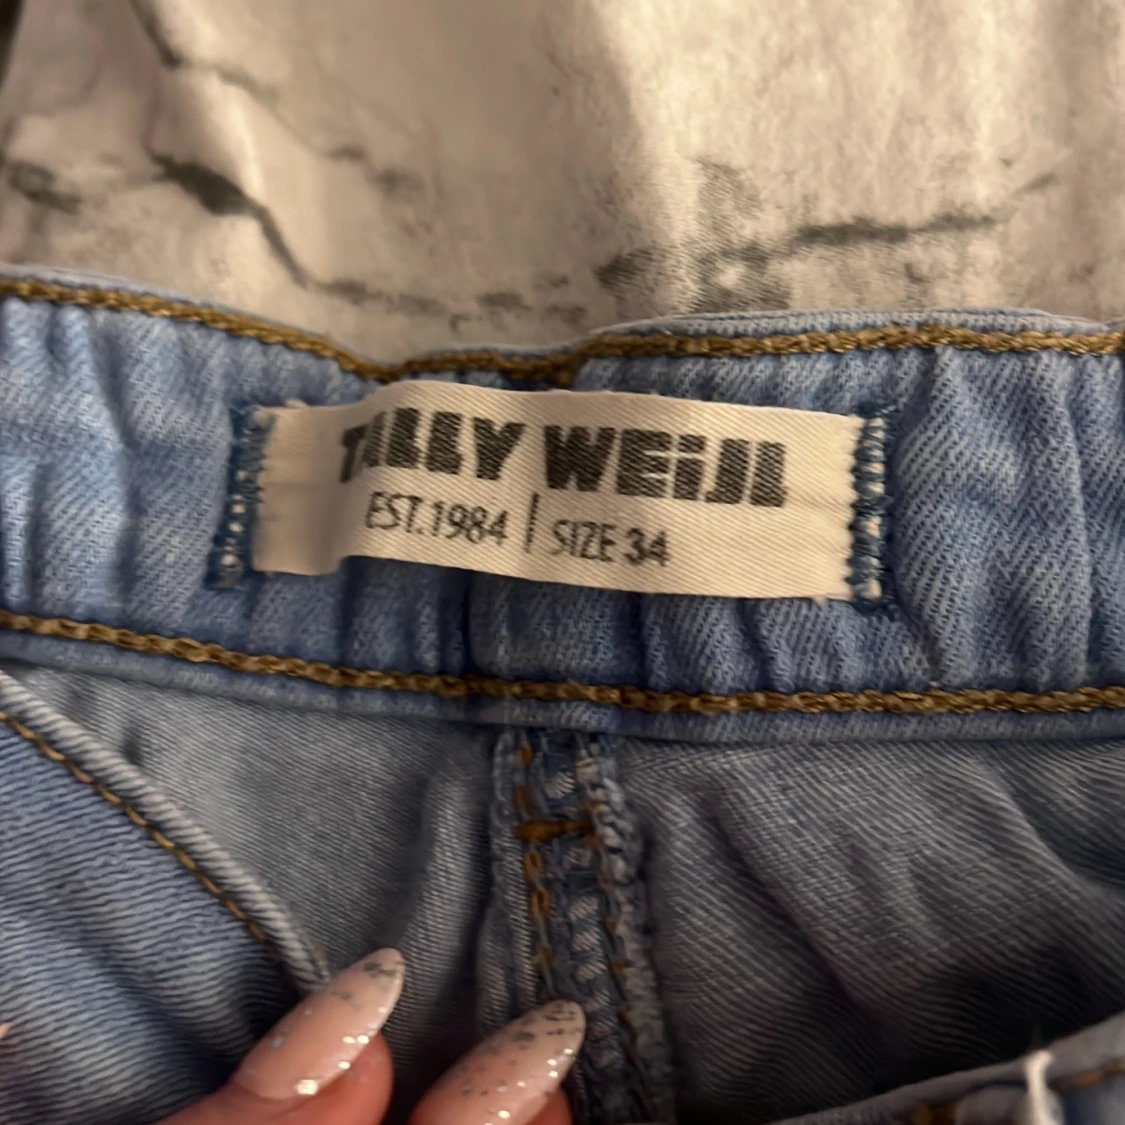 TALLY WEiJL
EST.1984 | SIZE 34